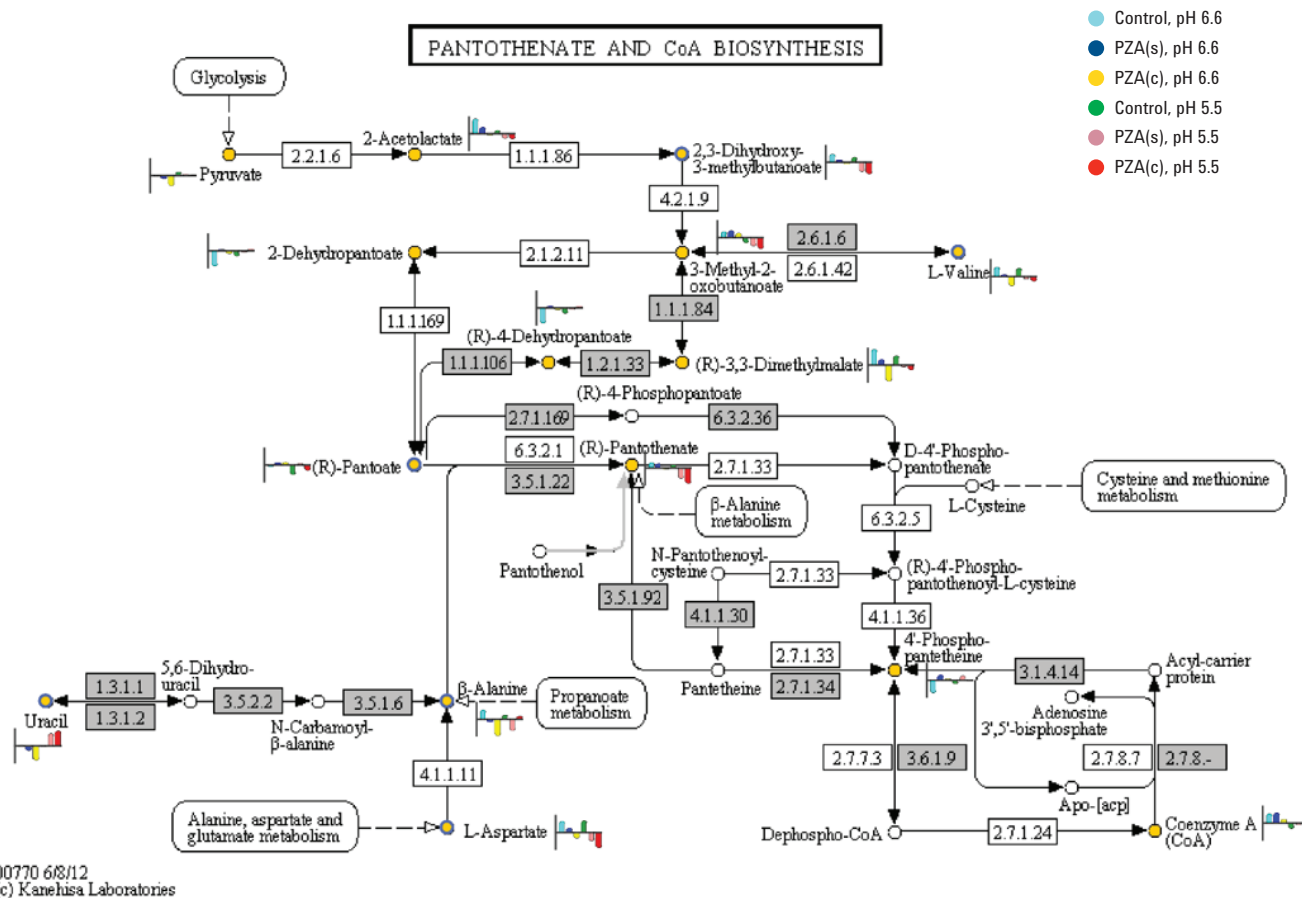 PANTOTHENATE AND CoA BIOSYNTHESIS
Control, pH 6.6
PZA(s), pH 6.6
PZA(c), pH 6.6
Control, pH 5.5
PZA(s), pH 5.5
PZA(c), pH 5.5
Glycolysis
2-Acetolactate
2.2.1.6
1.1.1.86
2,3-Dihydroxy-
3-methylbutanoate
Pyruvate
4.2.1.9
2-Dehydropantoate
2.1.2.11
2.6.1.6
2.6.1.42
L-Valine
3-Methyl-2-
oxobutanoate
1.1.1.169
1.1.1.84
(R)-4-Dehydropantoate
1.1.1.106
1.2.1.33
(R)-3,3-Dimethylmalate
(R)-4-Phosphopantoate
2.7.1.169
6.3.2.36
(R)-Pantoate
6.3.2.1
3.5.1.22
(R)-Pantothenate
2.7.1.33
D-4'-Phospho-
pantothenate
Cysteine and methionine
metabolism
L-Cysteine
β-Alanine
metabolism
6.3.2.5
Pantothenol
N-Pantothenoyl-
cysteine
2.7.1.33
(R)-4'-Phospho-
pantothenoyl-L-cysteine
3.5.1.92
4.1.1.30
4.1.1.36
4'-Phospho-
pantetheine
2.7.1.33
2.7.1.34
Pantetheine
3.1.4.14
Acyl-carrier
protein
Adenosine
3',5'-bisphosphate
5,6-Dihydro-
uracil
1.3.1.1
1.3.1.2
3.5.2.2
3.5.1.6
β-Alanine
Propanoate
metabolism
Uracil
N-Carbamoyl-
β-alanine
2.7.7.3
3.6.1.9
2.7.8.7
2.7.8.-
4.1.1.11
Apo-[acp]
Alanine, aspartate and
glutamate metabolism
L-Aspartate
Dephospho-CoA
2.7.1.24
Coenzyme A
(CoA)
00770 6/8/12
c) Kanehisa Laboratories